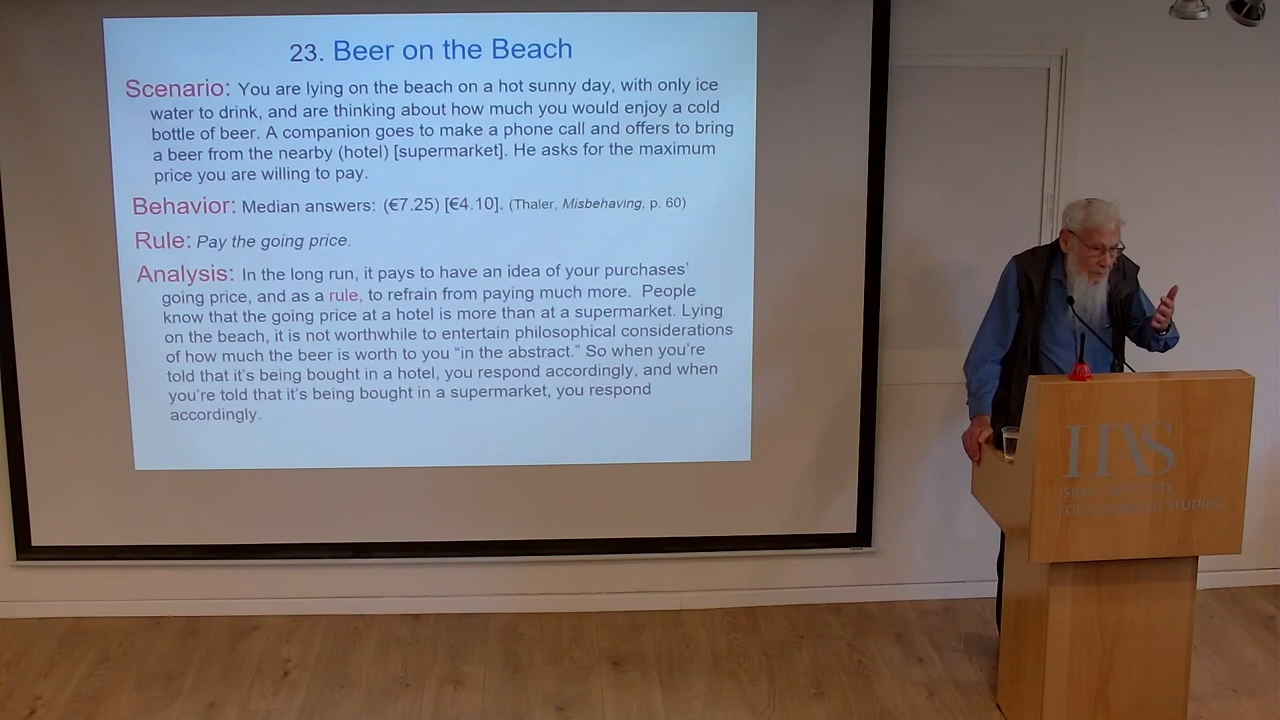 23. Beer on the Beach
Scenario: You are lying on the beach on a hot sunny day, with only ice
water to drink, and are thinking about how much you would enjoy a cold
bottle of beer. A companion goes to make a phone call and offers to bring
a beer from the nearby (hotel) [supermarket]. He asks for the maximum
price you are willing to pay.
Behavior: Median answers: (€7.25) [€4.10]. (Thaler, Misbehaving, p. 60)
Rule: Pay the going price.
Analysis: In the long run, it pays to have an idea of your purchases'
going price, and as a rule, to refrain from paying much more. People
know that the going price at a hotel is more than at a supermarket. Lying
on the beach, it is not worthwhile to entertain philosophical considerations
of how much the beer is worth to you “in the abstract.” So when you're
told that it's being bought in a hotel, you respond accordingly, and when
you're told that it's being bought in a supermarket, you respond
accordingly.
IIAS
ISRAEL INSTITUTE
FOR ADVANCED STUDIES